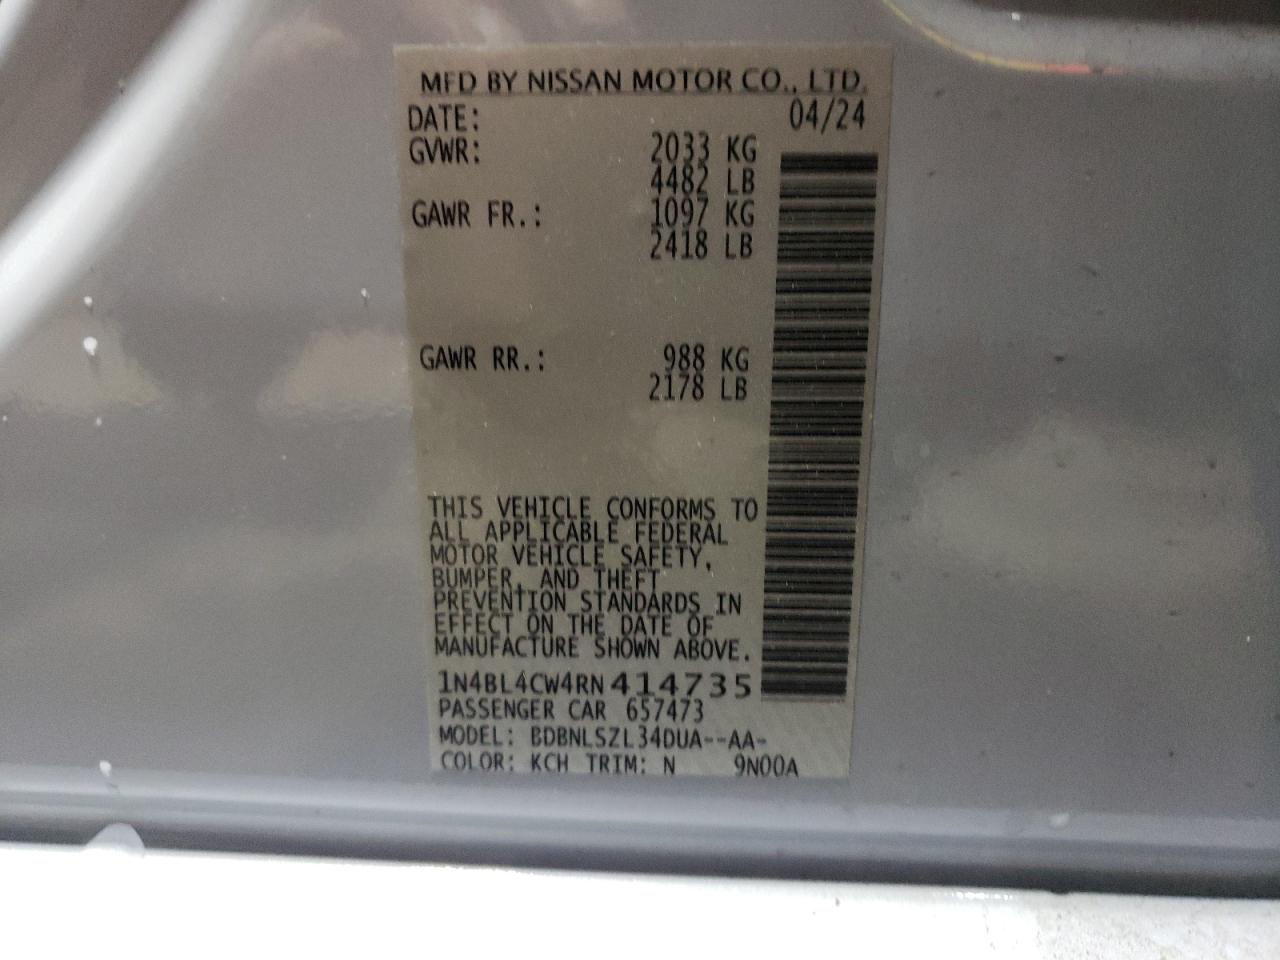 MFD BY NISSAN MOTOR CO., LTD.
DATE: 04/24
GVWR: 2033 KG
4482 LB
GAWR FR.: 1097 KG
2418 LB
GAWR RR.: 988 KG
2178 LB
THIS VEHICLE CONFORMS TO
ALL APPLICABLE FEDERAL
MOTOR VEHICLE SAFETY,
BUMPER, AND THEFT
PREVENTION STANDARDS IN
EFFECT ON THE DATE OF
MANUFACTURE SHOWN ABOVE.
1N4BL4CW4RN414735
PASSENGER CAR 657473
MODEL: BDBNLSZL34DUA--AA-
COLOR: KCH TRIM: N 9N00A